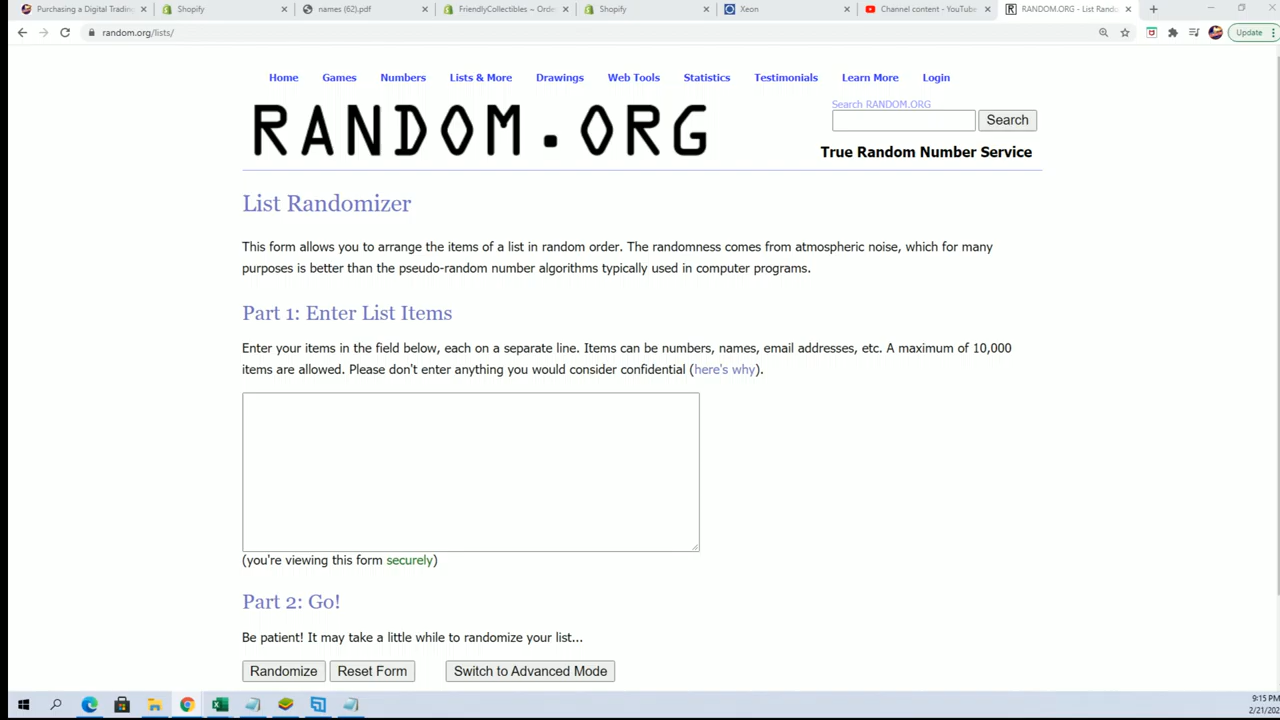 Purchasing a Digital Trading
Shopify
names (62).pdf
FriendlyCollectibles ~ Orde
Shopify
Xeon
Channel content - YouTube
RANDOM.ORG - List Rando
random.org/lists/
Update
Home Games Numbers Lists & More Drawings Web Tools Statistics Testimonials Learn More Login
RANDOM.ORG
Search RANDOM.ORG
Search
True Random Number Service
List Randomizer
This form allows you to arrange the items of a list in random order. The randomness comes from atmospheric noise, which for many
purposes is better than the pseudo-random number algorithms typically used in computer programs.
Part 1: Enter List Items
Enter your items in the field below, each on a separate line. Items can be numbers, names, email addresses, etc. A maximum of 10,000
items are allowed. Please don't enter anything you would consider confidential (here's why).
(you're viewing this form securely)
Part 2: Go!
Be patient! It may take a little while to randomize your list...
Randomize Reset Form Switch to Advanced Mode
9:15 PM
2/21/202